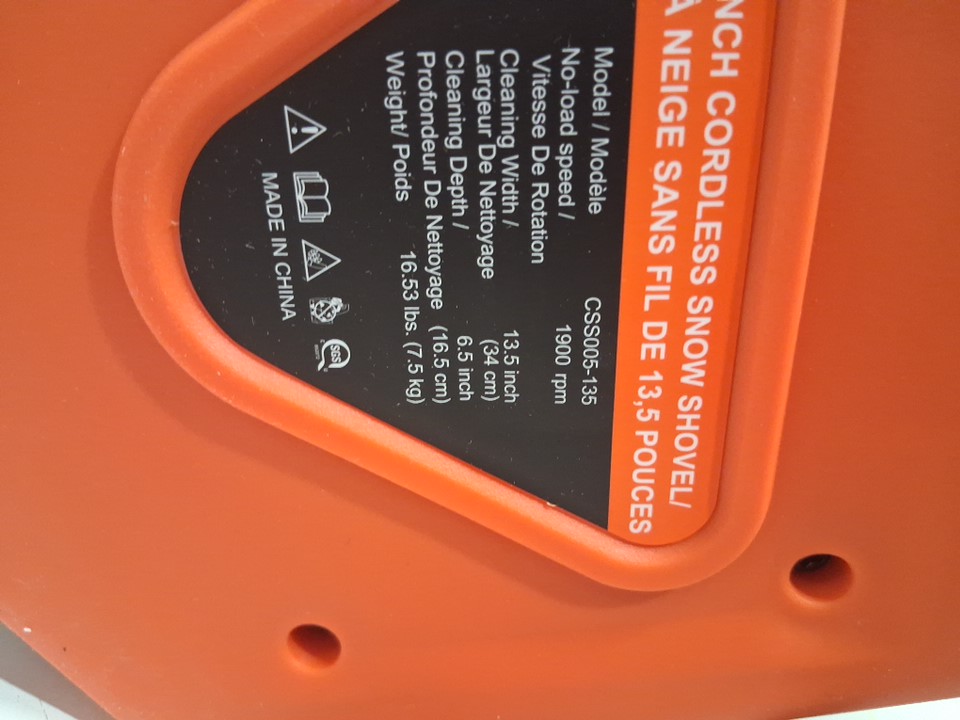 NCH CORDLESS SNOW SHOVEL/
À NEIGE SANS FIL DE 13,5 POUCES
Model / Modèle CSS005-135
No-load speed / 1900 rpm
Vitesse De Rotation
Cleaning Width / 13.5 inch
Largeur De Nettoyage (34 cm)
Cleaning Depth / 6.5 inch
Profondeur De Nettoyage (16.5 cm)
Weight/ Poids 16.53 lbs. (7.5 kg)
SGS
MADE IN CHINA